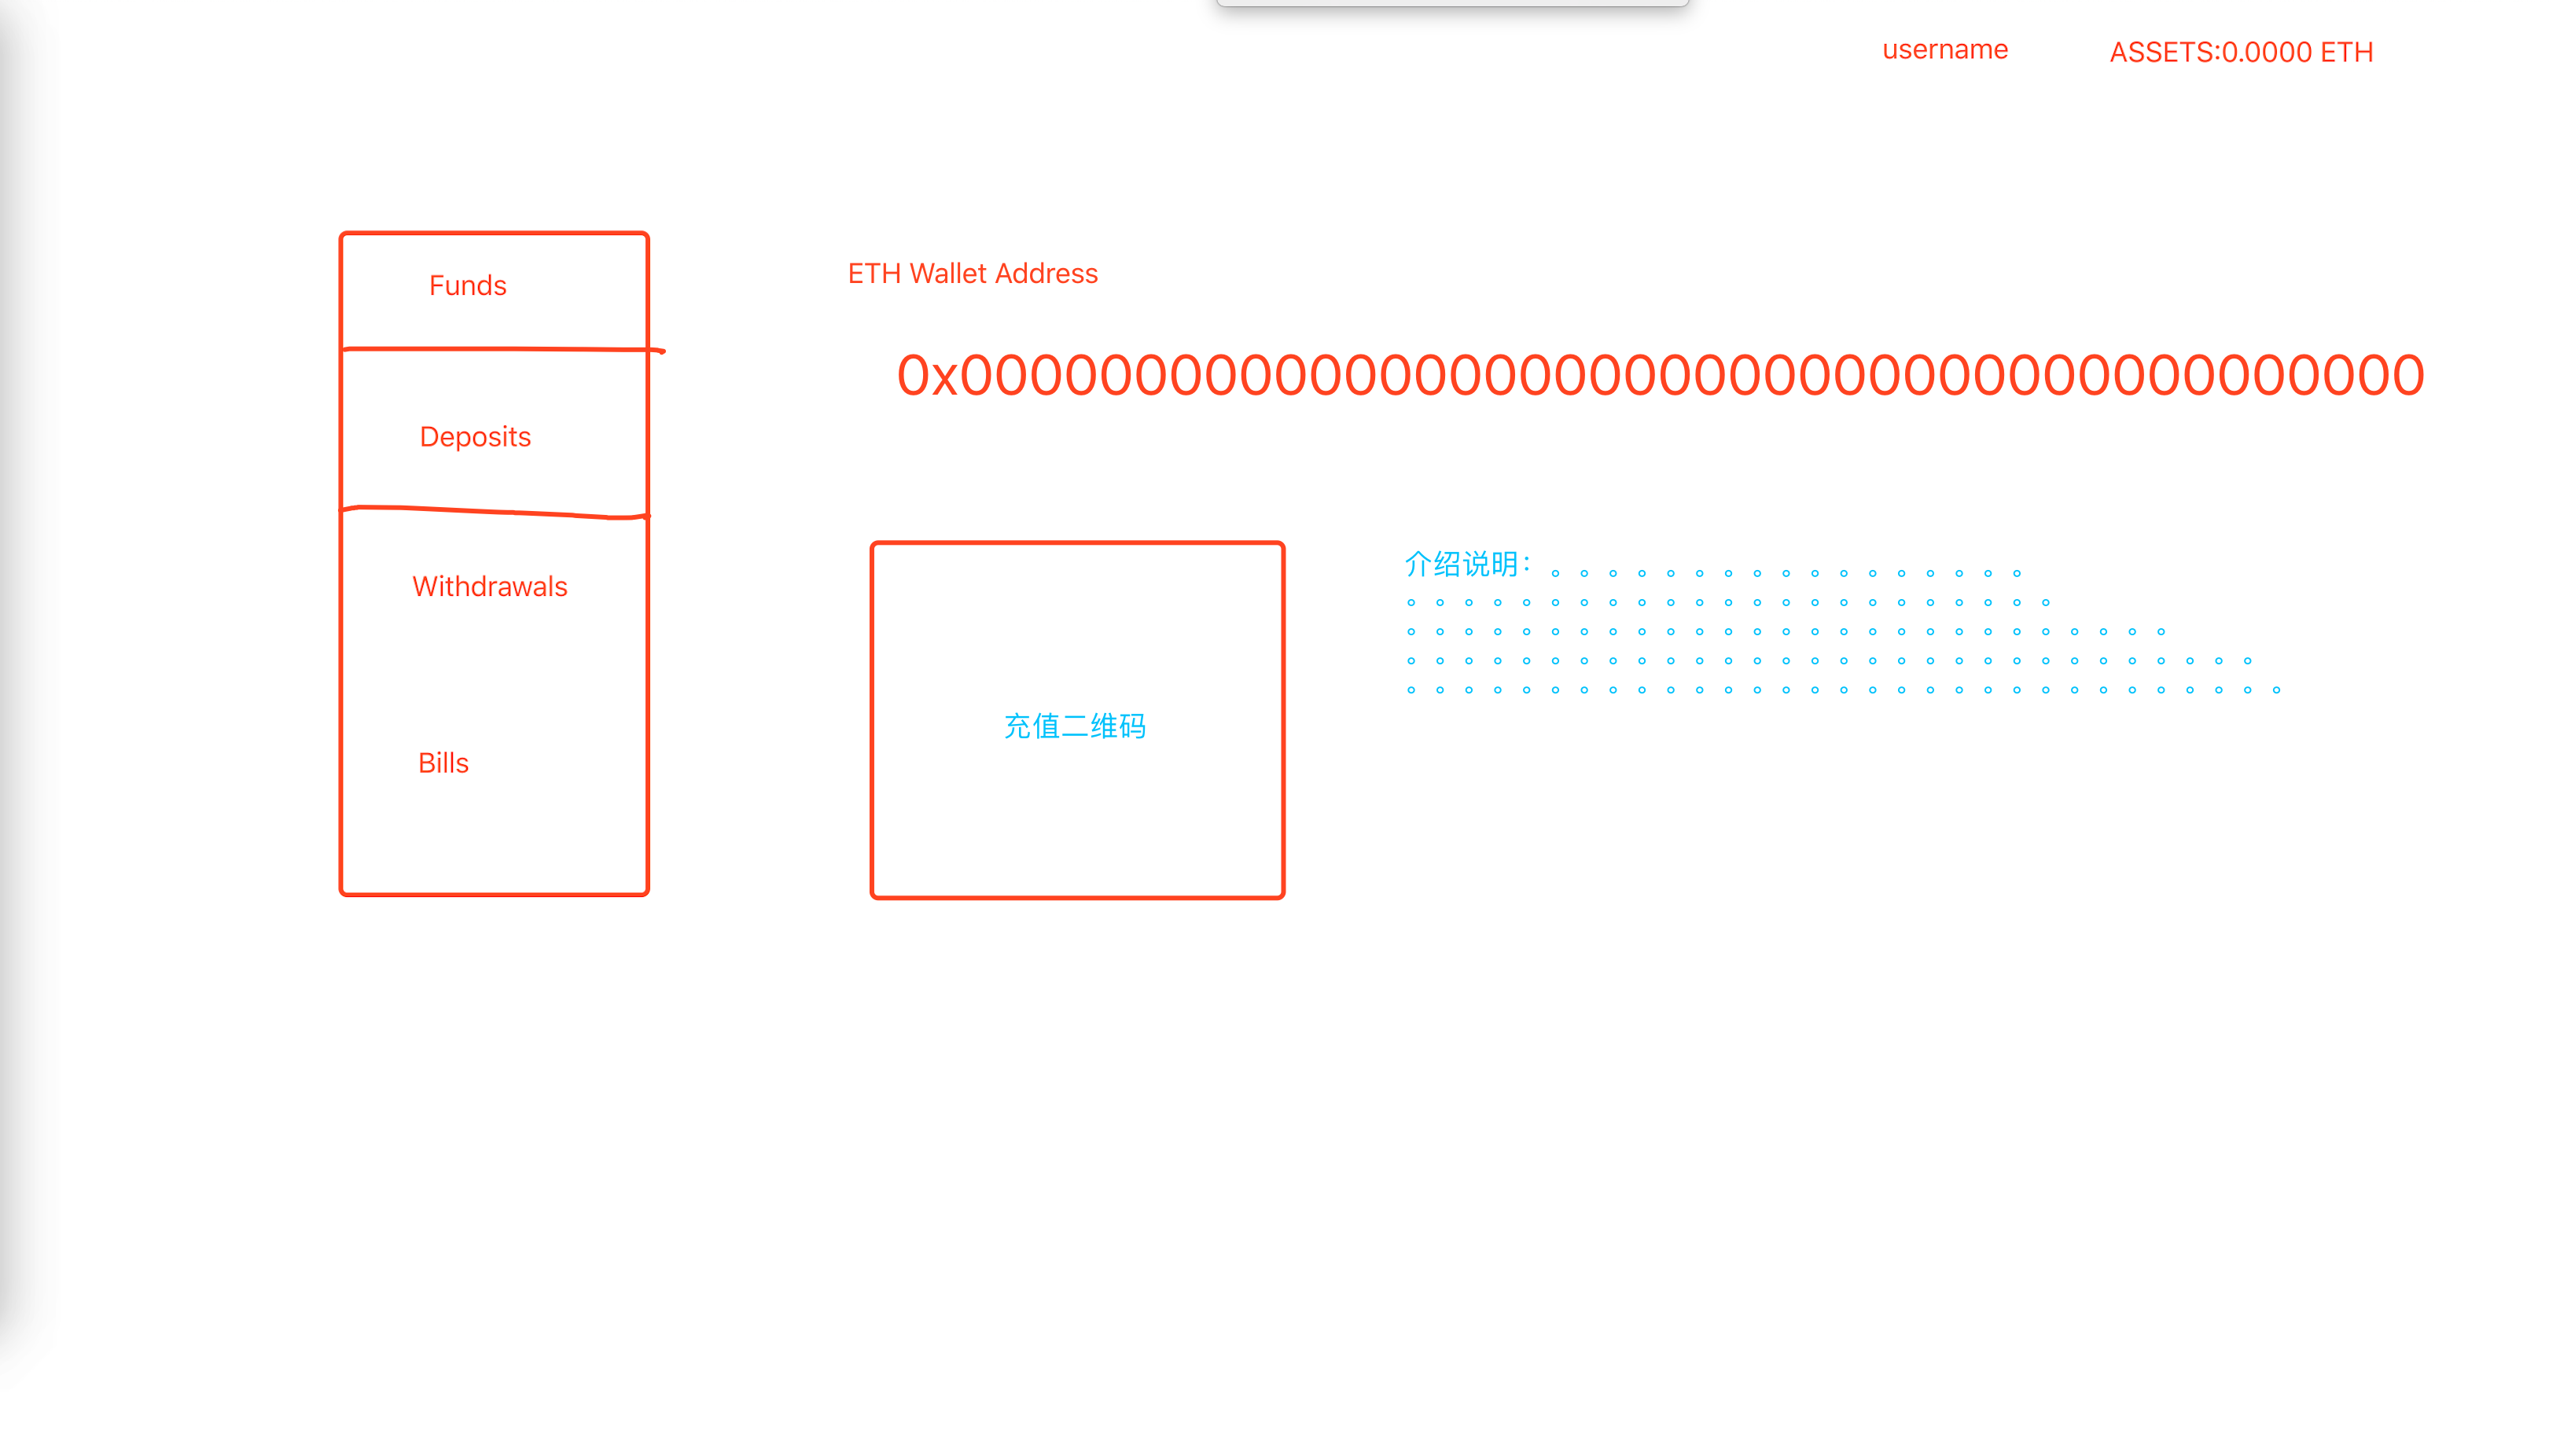 username
ASSETS:0.0000 ETH
Funds
Deposits
Withdrawals
Bills
ETH Wallet Address
0x000000000000000000000000000000000000000000
充值二维码
介绍说明：。。。。。。。。。。。。。。。。。
。。。。。。。。。。。。。。。。。。。。。。。
。。。。。。。。。。。。。。。。。。。。。。。。。。。
。。。。。。。。。。。。。。。。。。。。。。。。。。。。。。
。。。。。。。。。。。。。。。。。。。。。。。。。。。。。。。